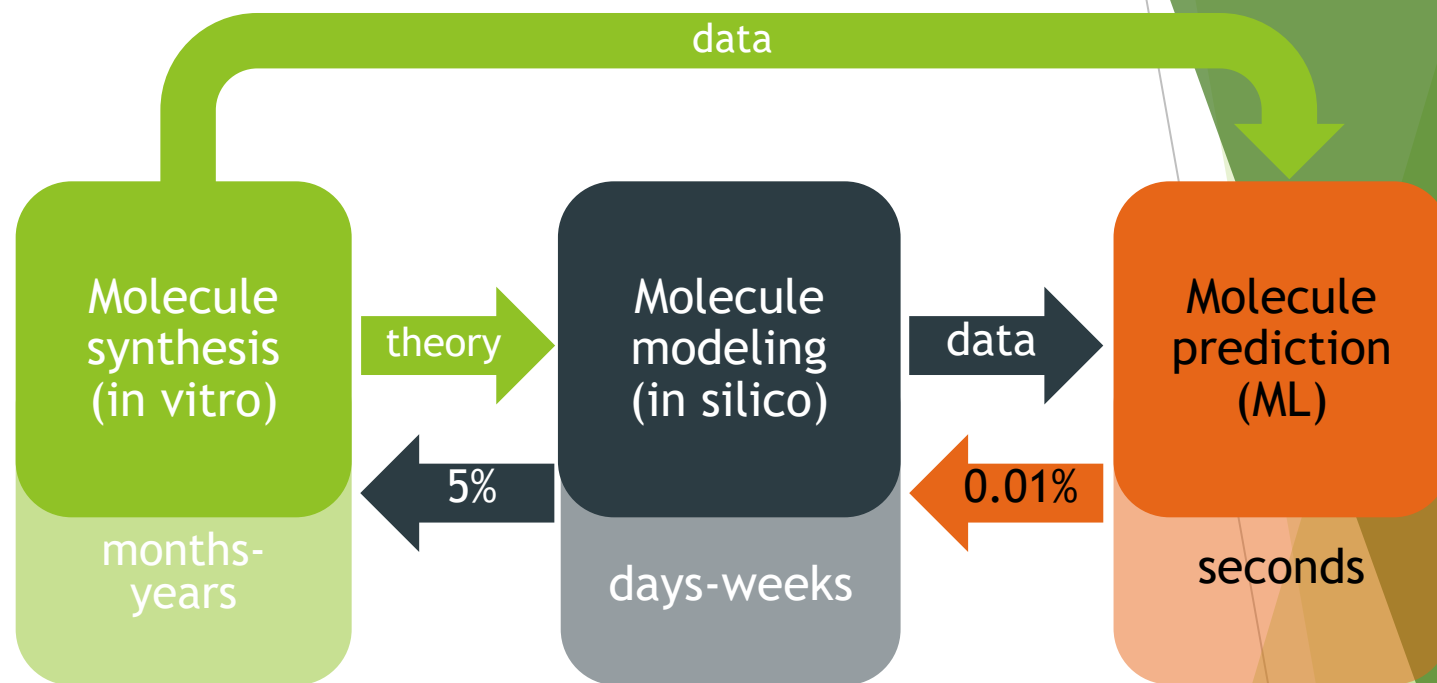 data
Molecule
synthesis
(in vitro)
theory
Molecule
modeling
(in silico)
data
Molecule
prediction
(ML)
5%
0.01%
months-
years
days-weeks
seconds